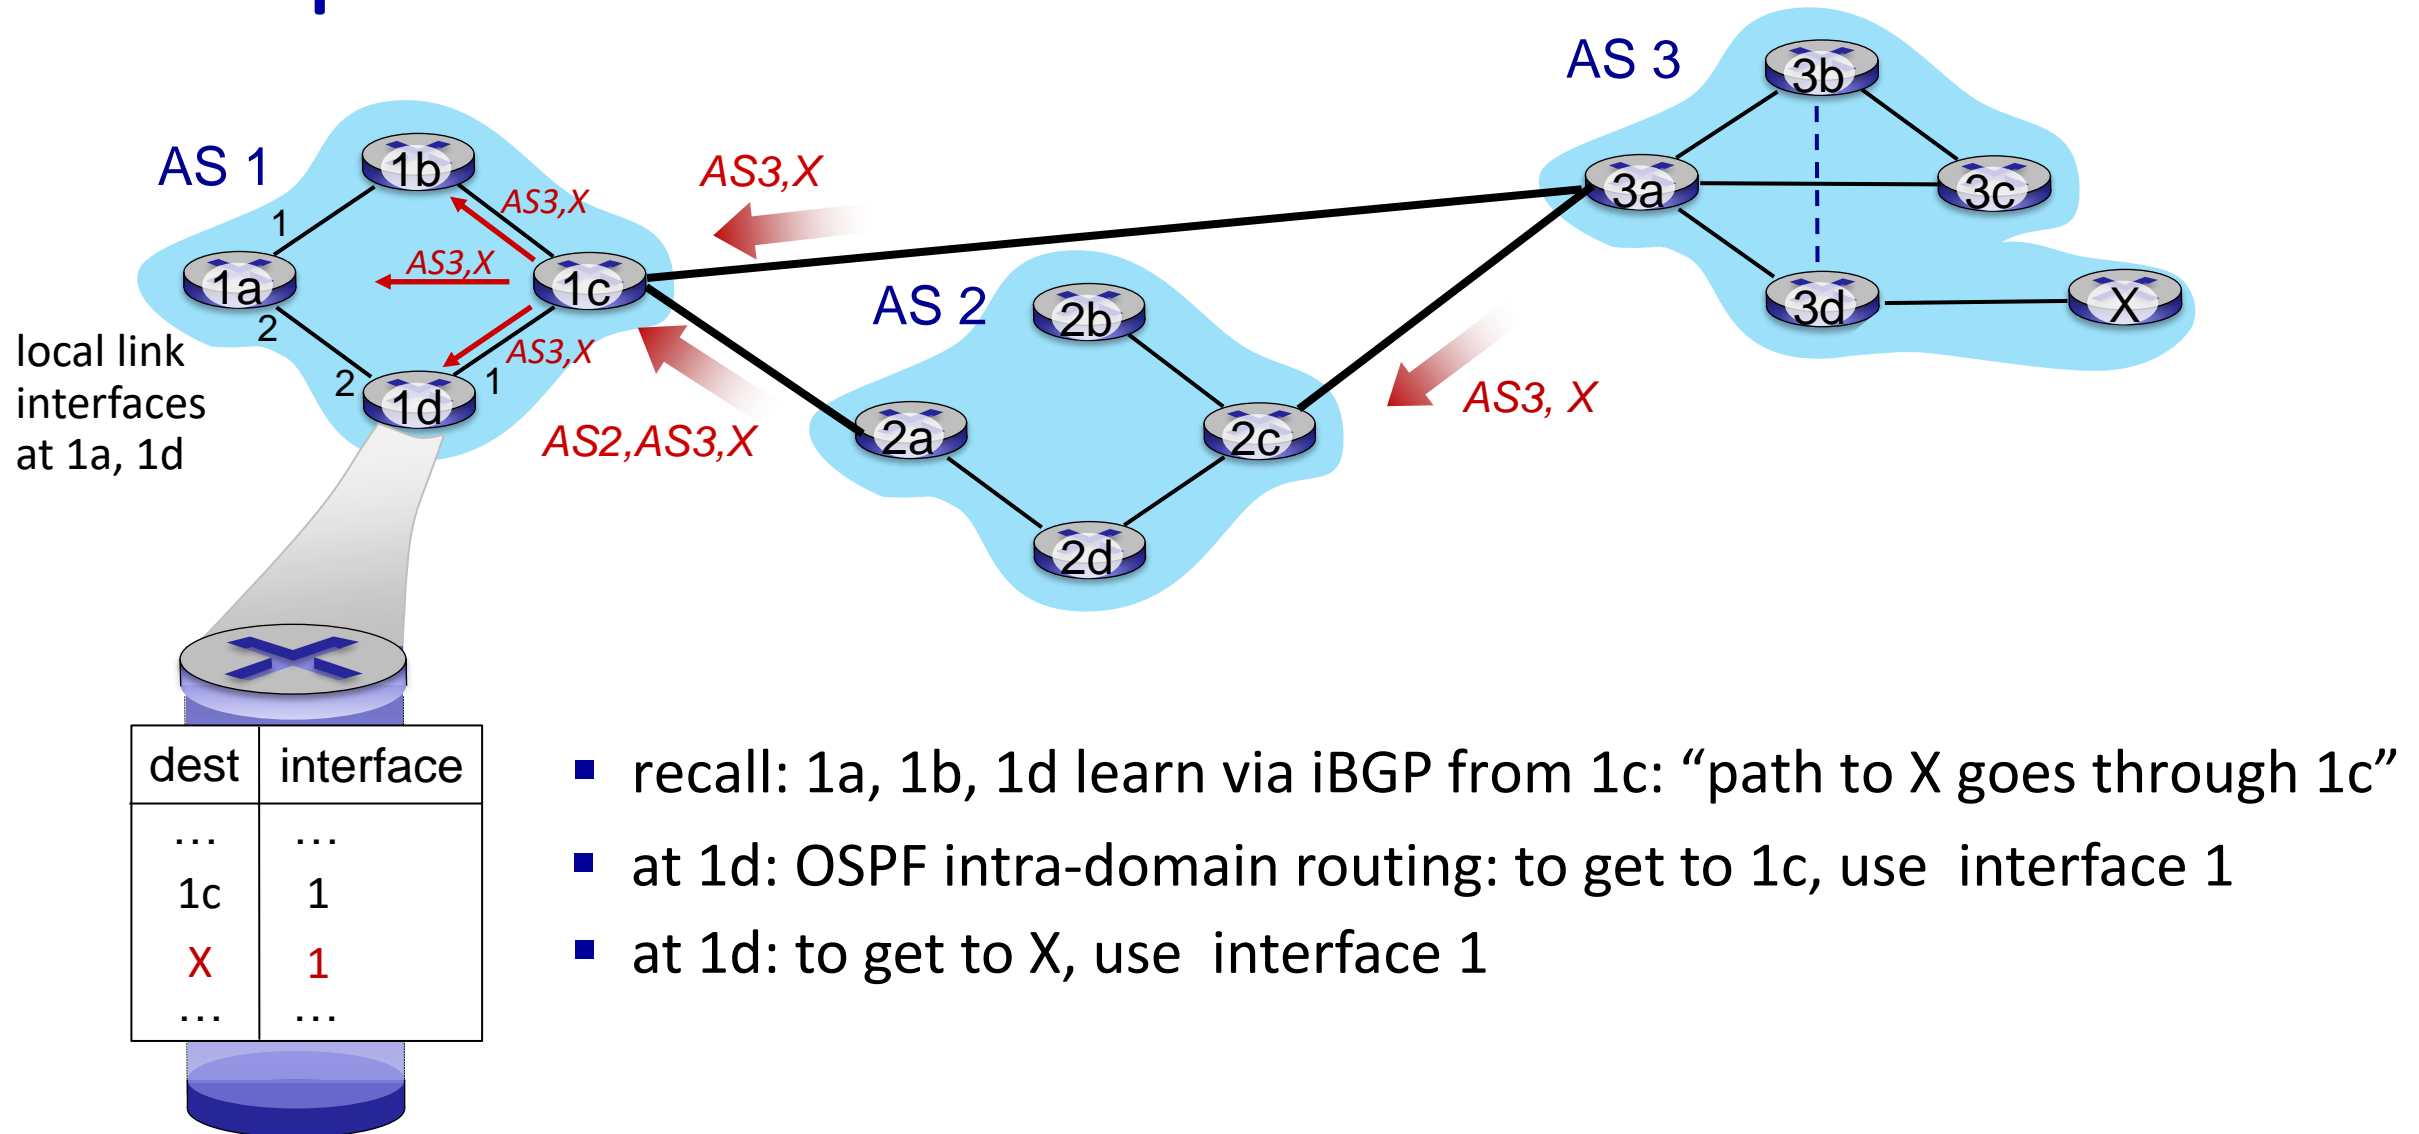 AS 3
3b
AS 1
1b
AS3,X
3a
3c
AS3,X
1
AS3,X
1a
1c
AS 2
2b
3d
X
2
local link
interfaces
at 1a, 1d
AS3,X
2
1
1d
AS3, X
AS2,AS3,X
2a
2c
2d
dest interface
... ...
1c 1
X 1
... ...
▪ recall: 1a, 1b, 1d learn via iBGP from 1c: “path to X goes through 1c”
▪ at 1d: OSPF intra-domain routing: to get to 1c, use interface 1
▪ at 1d: to get to X, use interface 1